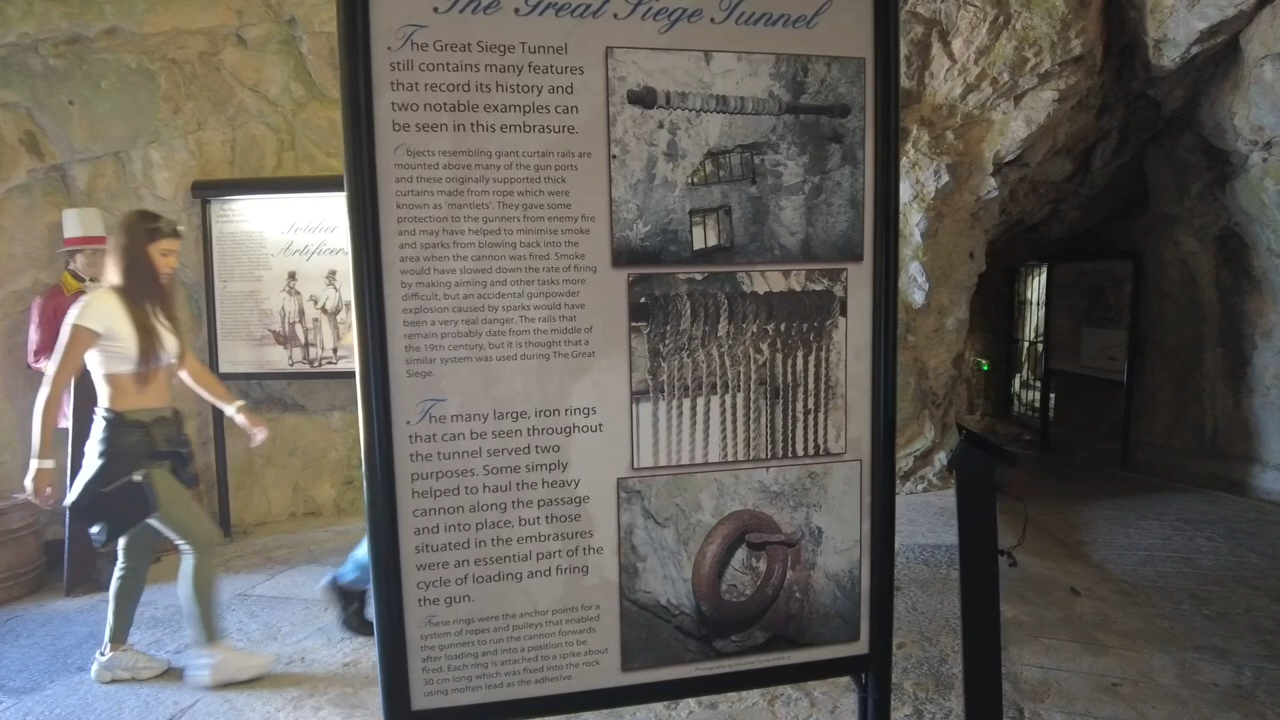 The Great Siege Tunnel
The Great Siege Tunnel
still contains many features
that record its history and
two notable examples can
be seen in this embrasure.
Objects resembling giant curtain rails are
mounted above many of the gun ports
and these originally supported thick
curtains made from rope which were
known as 'mantlets'. They gave some
protection to the gunners from enemy fire
and may have helped to minimise smoke
and sparks from blowing back into the
area when the cannon was fired. Smoke
would have slowed down the rate of firing
by making aiming and other tasks more
difficult, but an accidental gunpowder
explosion caused by sparks would have
been a very real danger. The rails that
remain probably date from the middle of
the 19th century, but it is thought that a
similar system was used during The Great
Siege.
The many large, iron rings
that can be seen throughout
the tunnel served two
purposes. Some simply
helped to haul the heavy
cannon along the passage
and into place, but those
situated in the embrasures
were an essential part of the
cycle of loading and firing
the gun.
These rings were the anchor points for a
system of ropes and pulleys that enabled
the gunners to run the cannon forwards
after loading and into a position to be
fired. Each ring is attached to a spike about
30 cm long which was fixed into the rock
using molten lead as the adhesive.
Photography by
Soldier
Artificers